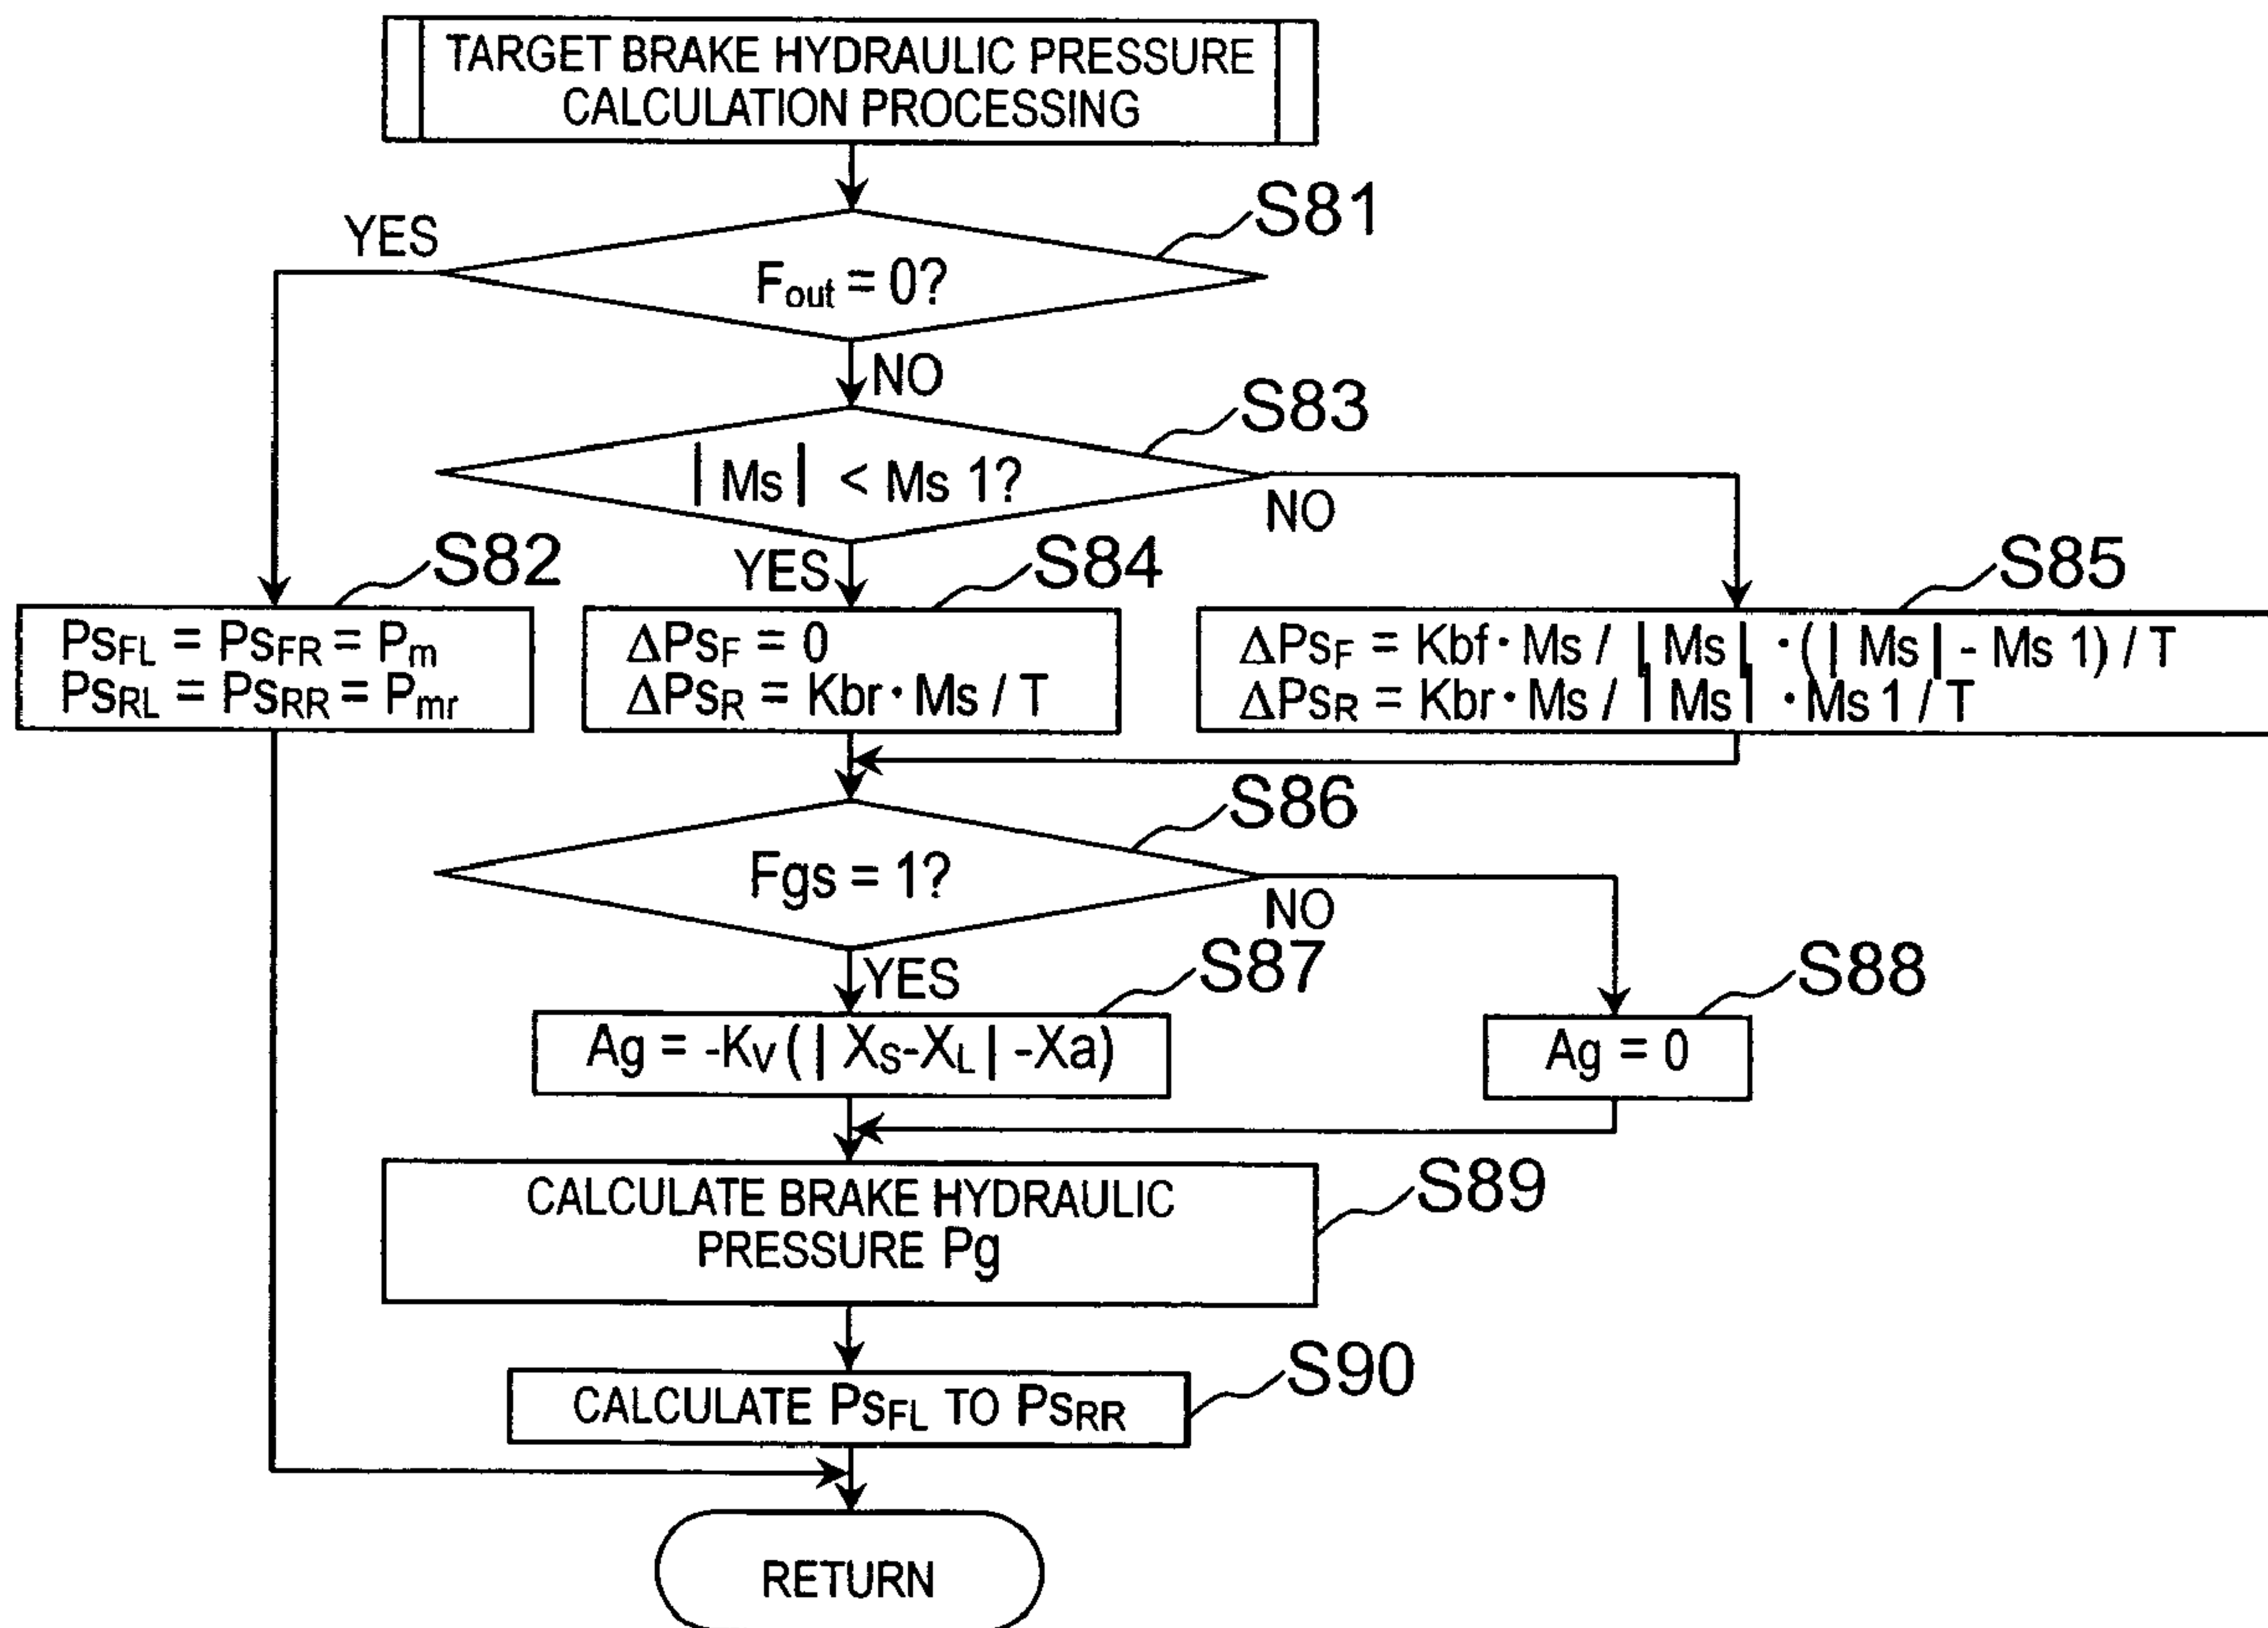 TARGET BRAKE HYDRAULIC PRESSURE
CALCULATION PROCESSING
S81
YES
Fout = 0?
NO
S83
| Ms | < Ms 1?
NO
S82
YES
S84
S85
PsFL = PsFR = Pm
PsRL = PsRR = Pmr
ΔPsF = 0
ΔPsR = Kbr · Ms / T
ΔPsF = Kbf · Ms / | Ms | · (| Ms | - Ms 1) / T
ΔPsR = Kbr · Ms / | Ms | · Ms 1 / T
S86
Fgs = 1?
NO
YES
S87
S88
Ag = -Kv (| Xs-XL | -Xa)
Ag = 0
S89
CALCULATE BRAKE HYDRAULIC
PRESSURE Pg
S90
CALCULATE PsFL TO PsRR
RETURN